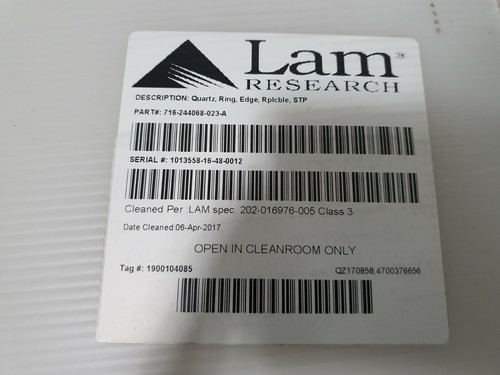 Lam®
RESEARCH
DESCRIPTION: Quartz, Ring, Edge, Rplcble, STP
PART#: 716-244068-023-A
SERIAL #: 1013558-16-48-0012
Cleaned Per :LAM spec. 202-016976-005 Class 3
Date Cleaned:06-Apr-2017
OPEN IN CLEANROOM ONLY
Tag #: 1900104085 QZ170858.4700376656